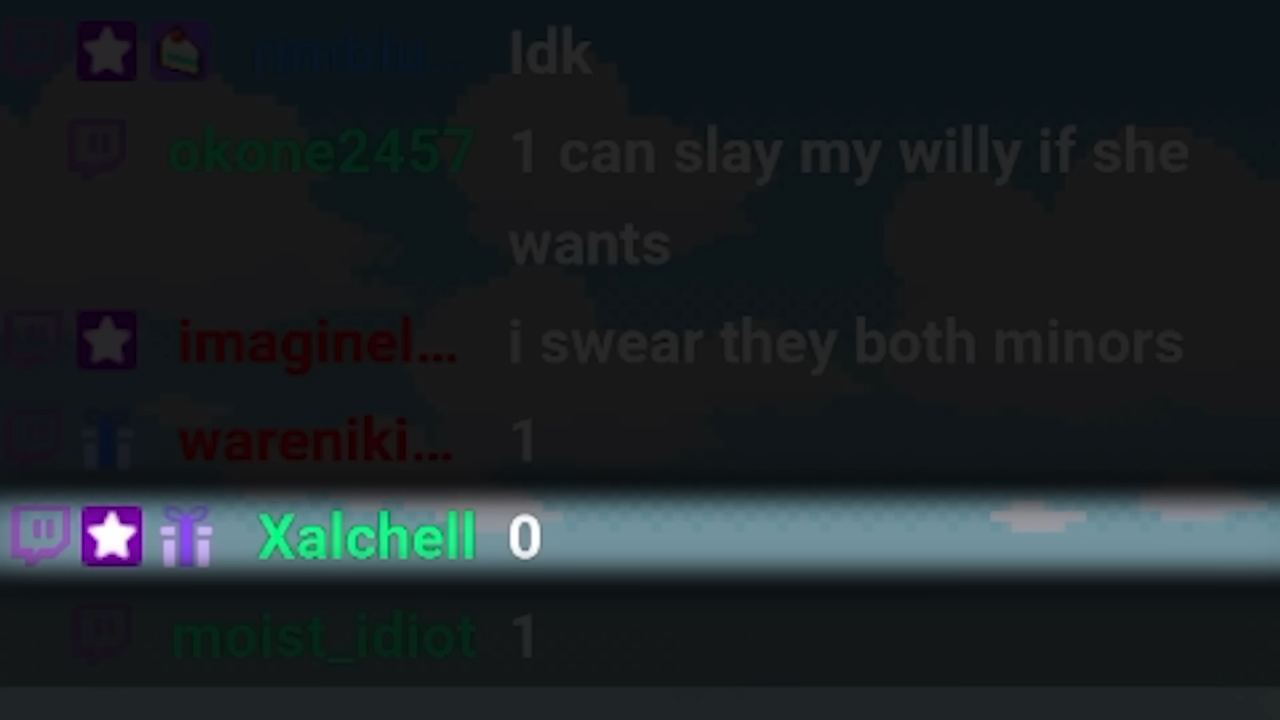 Idk
okone2457 1 can slay my willy if she
wants
imaginel... i swear they both minors
wareniki... 1
Xalchell 0
moist_idiot 1